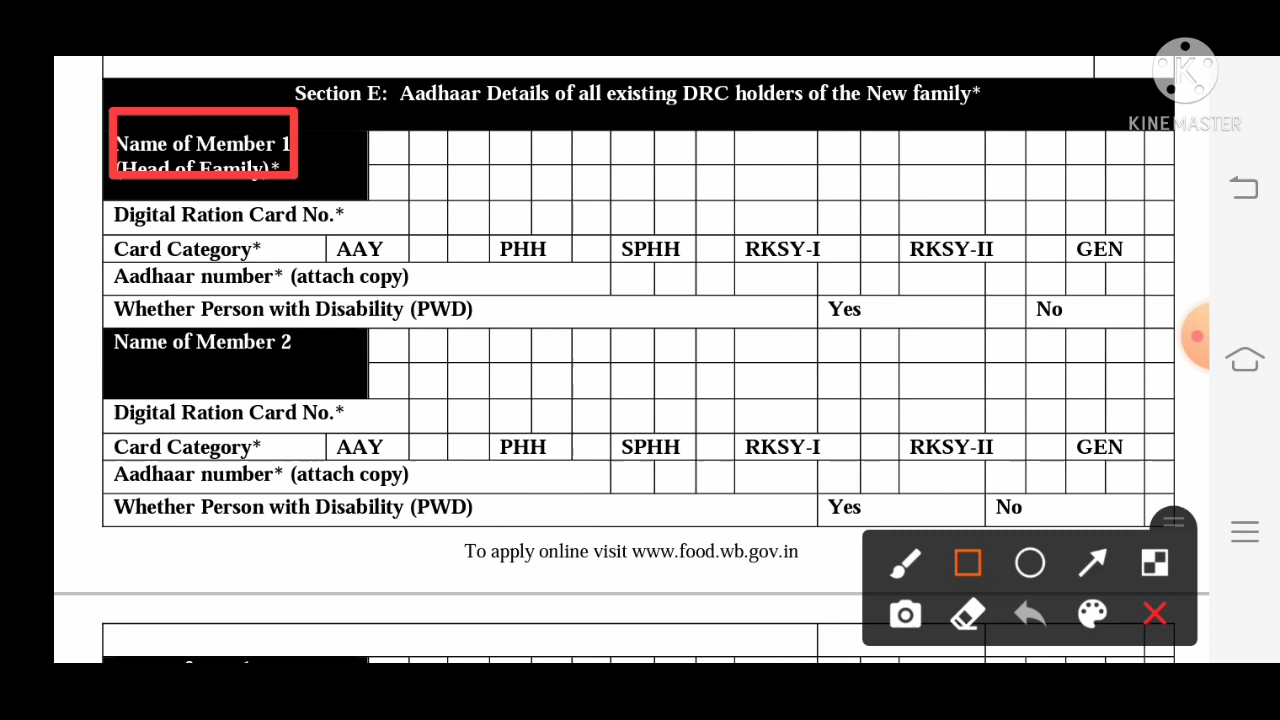 Section E: Aadhaar Details of all existing DRC holders of the New family*
KINEMASTER
Name of Member 1
(Head of Family)*
Digital Ration Card No.*
Card Category* AAY PHH SPHH RKSY-I RKSY-II GEN
Aadhaar number* (attach copy)
Whether Person with Disability (PWD) Yes No
Name of Member 2
Digital Ration Card No.*
Card Category* AAY PHH SPHH RKSY-I RKSY-II GEN
Aadhaar number* (attach copy)
Whether Person with Disability (PWD) Yes No
To apply online visit www.food.wb.gov.in